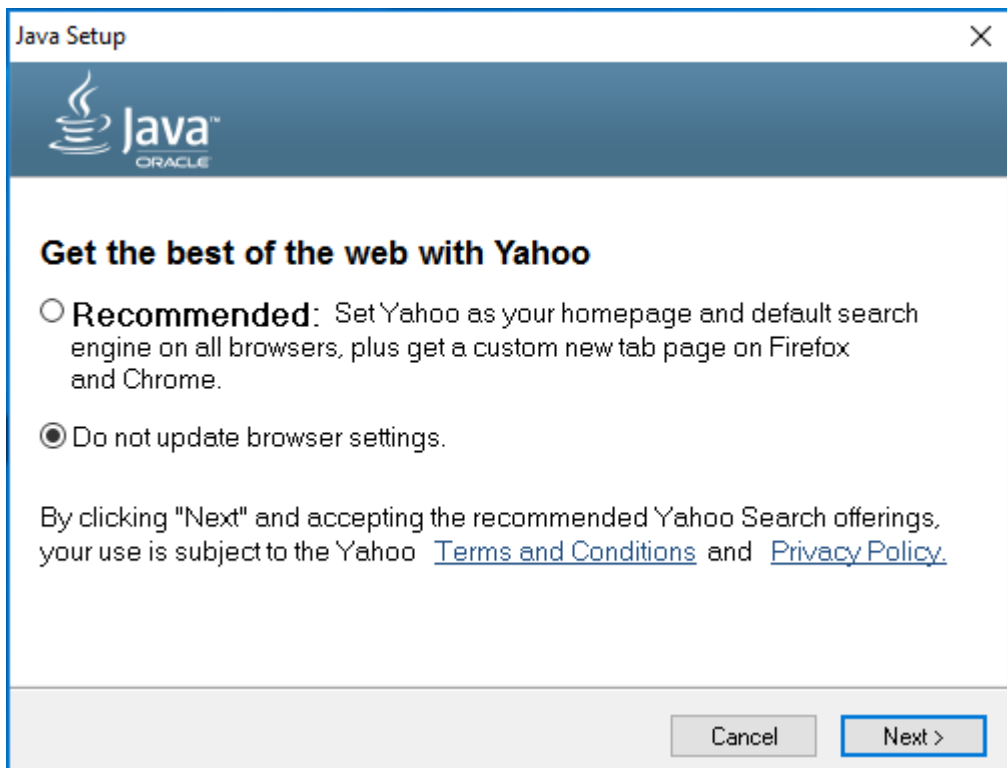 Java Setup
Java™
ORACLE
Get the best of the web with Yahoo
Recommended: Set Yahoo as your homepage and default search
engine on all browsers, plus get a custom new tab page on Firefox
and Chrome.
Do not update browser settings.
By clicking "Next" and accepting the recommended Yahoo Search offerings,
your use is subject to the Yahoo Terms and Conditions and Privacy Policy.
Cancel Next >